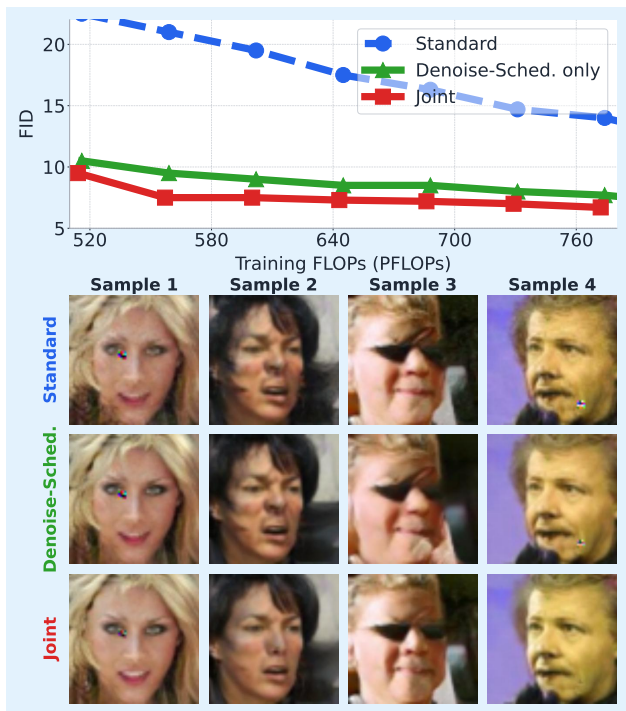 20
15
10
5
FID
Standard
Denoise-Sched. only
Joint
520
580
640
700
760
Training FLOPs (PFLOPs)
Sample 1
Sample 2
Sample 3
Sample 4
Standard
Denoise-Sched.
Joint